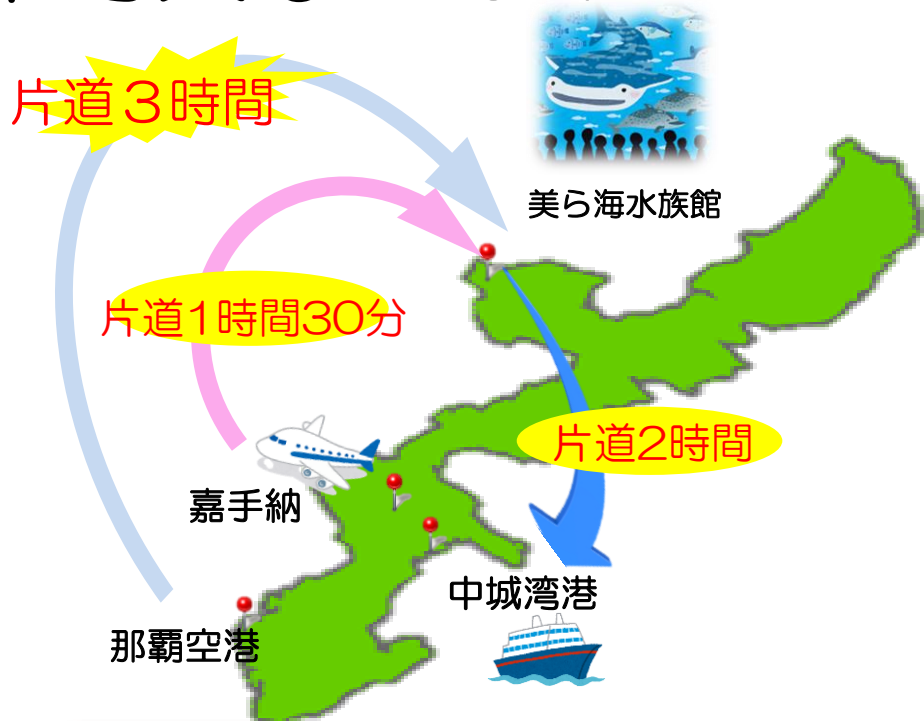 片道３時間
美ら海水族館
片道1時間30分
片道2時間
嘉手納
中城湾港
那覇空港